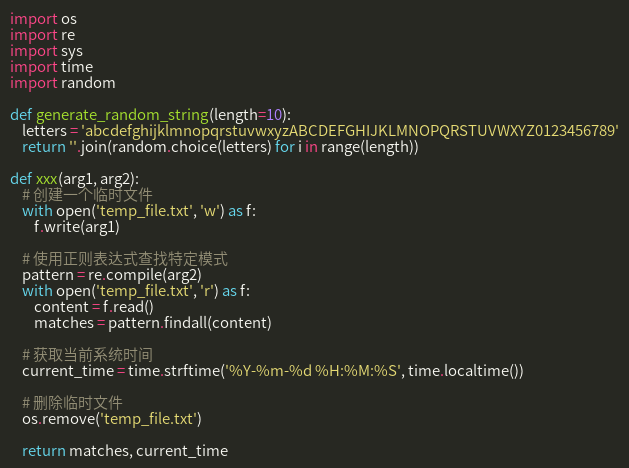 import os
import re
import sys
import time
import random
def generate_random_string(length=10):
letters = 'abcdefghijklmnopqrstuvwxyzABCDEFGHIJKLMNOPQRSTUVWXYZ0123456789'
return ''.join(random.choice(letters) for i in range(length))
def xxx(arg1, arg2):
# 创建一个临时文件
with open('temp_file.txt', 'w') as f:
f.write(arg1)
# 使用正则表达式查找特定模式
pattern = re.compile(arg2)
with open('temp_file.txt', 'r') as f:
content = f.read()
matches = pattern.findall(content)
# 获取当前系统时间
current_time = time.strftime('%Y-%m-%d %H:%M:%S', time.localtime())
# 删除临时文件
os.remove('temp_file.txt')
return matches, current_time